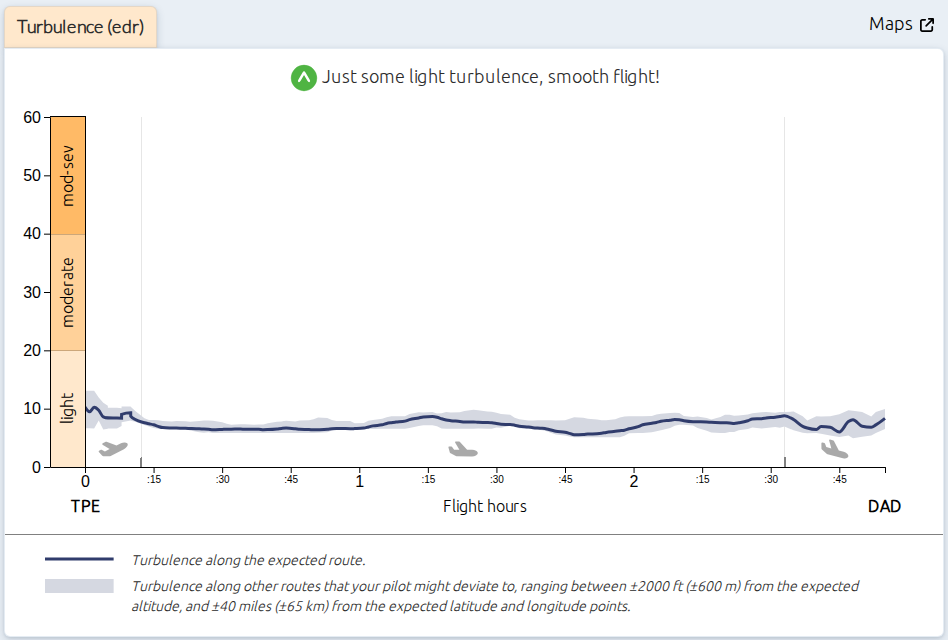 Turbulence (edr)
Maps
Just some light turbulence, smooth flight!
60
50
40
30
20
10
0
mod-sev
moderate
light
0 :15 :30 :45 1 :15 :30 :45 2 :15 :30 :45
TPE Flight hours DAD
Turbulence along the expected route.
Turbulence along other routes that your pilot might deviate to, ranging between ±2000 ft (±600 m) from the expected
altitude, and ±40 miles (±65 km) from the expected latitude and longitude points.